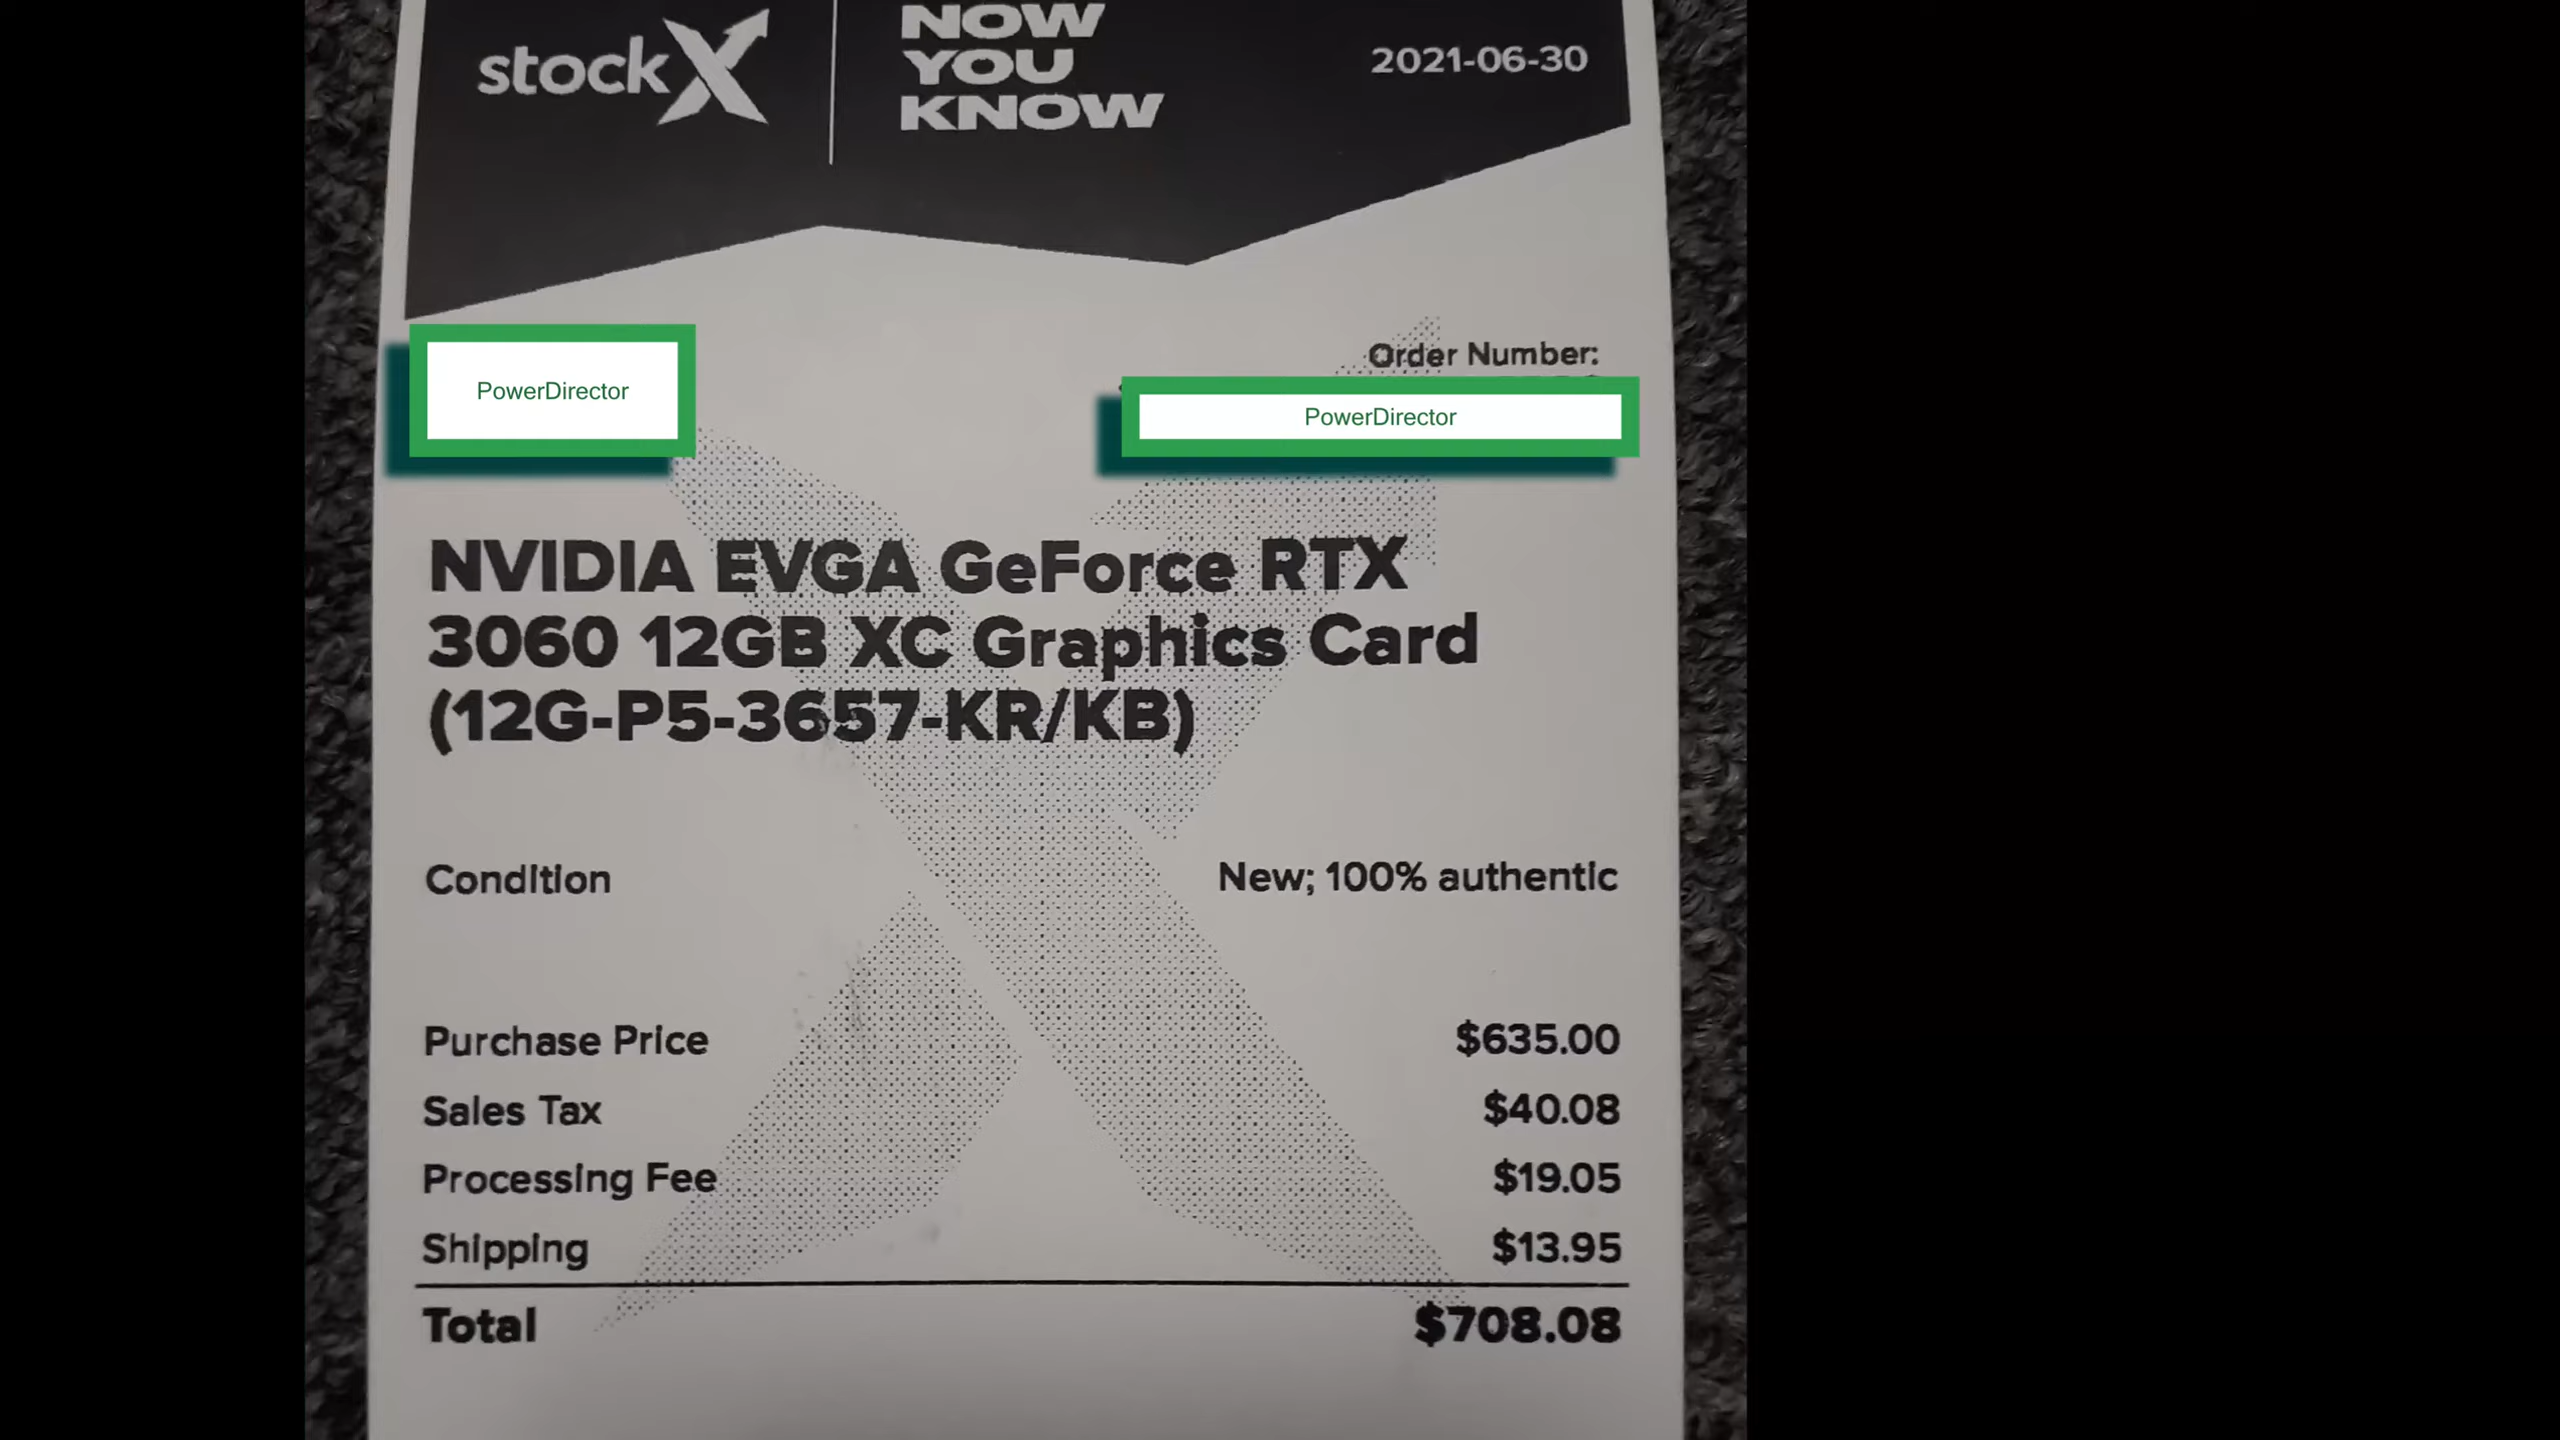 stockX
NOW
YOU
KNOW
2021-06-30
Order Number:
PowerDirector
PowerDirector
NVIDIA EVGA GeForce RTX
3060 12GB XC Graphics Card
(12G-P5-3657-KR/KB)
Condition New; 100% authentic
Purchase Price $635.00
Sales Tax $40.08
Processing Fee $19.05
Shipping $13.95
Total $708.08